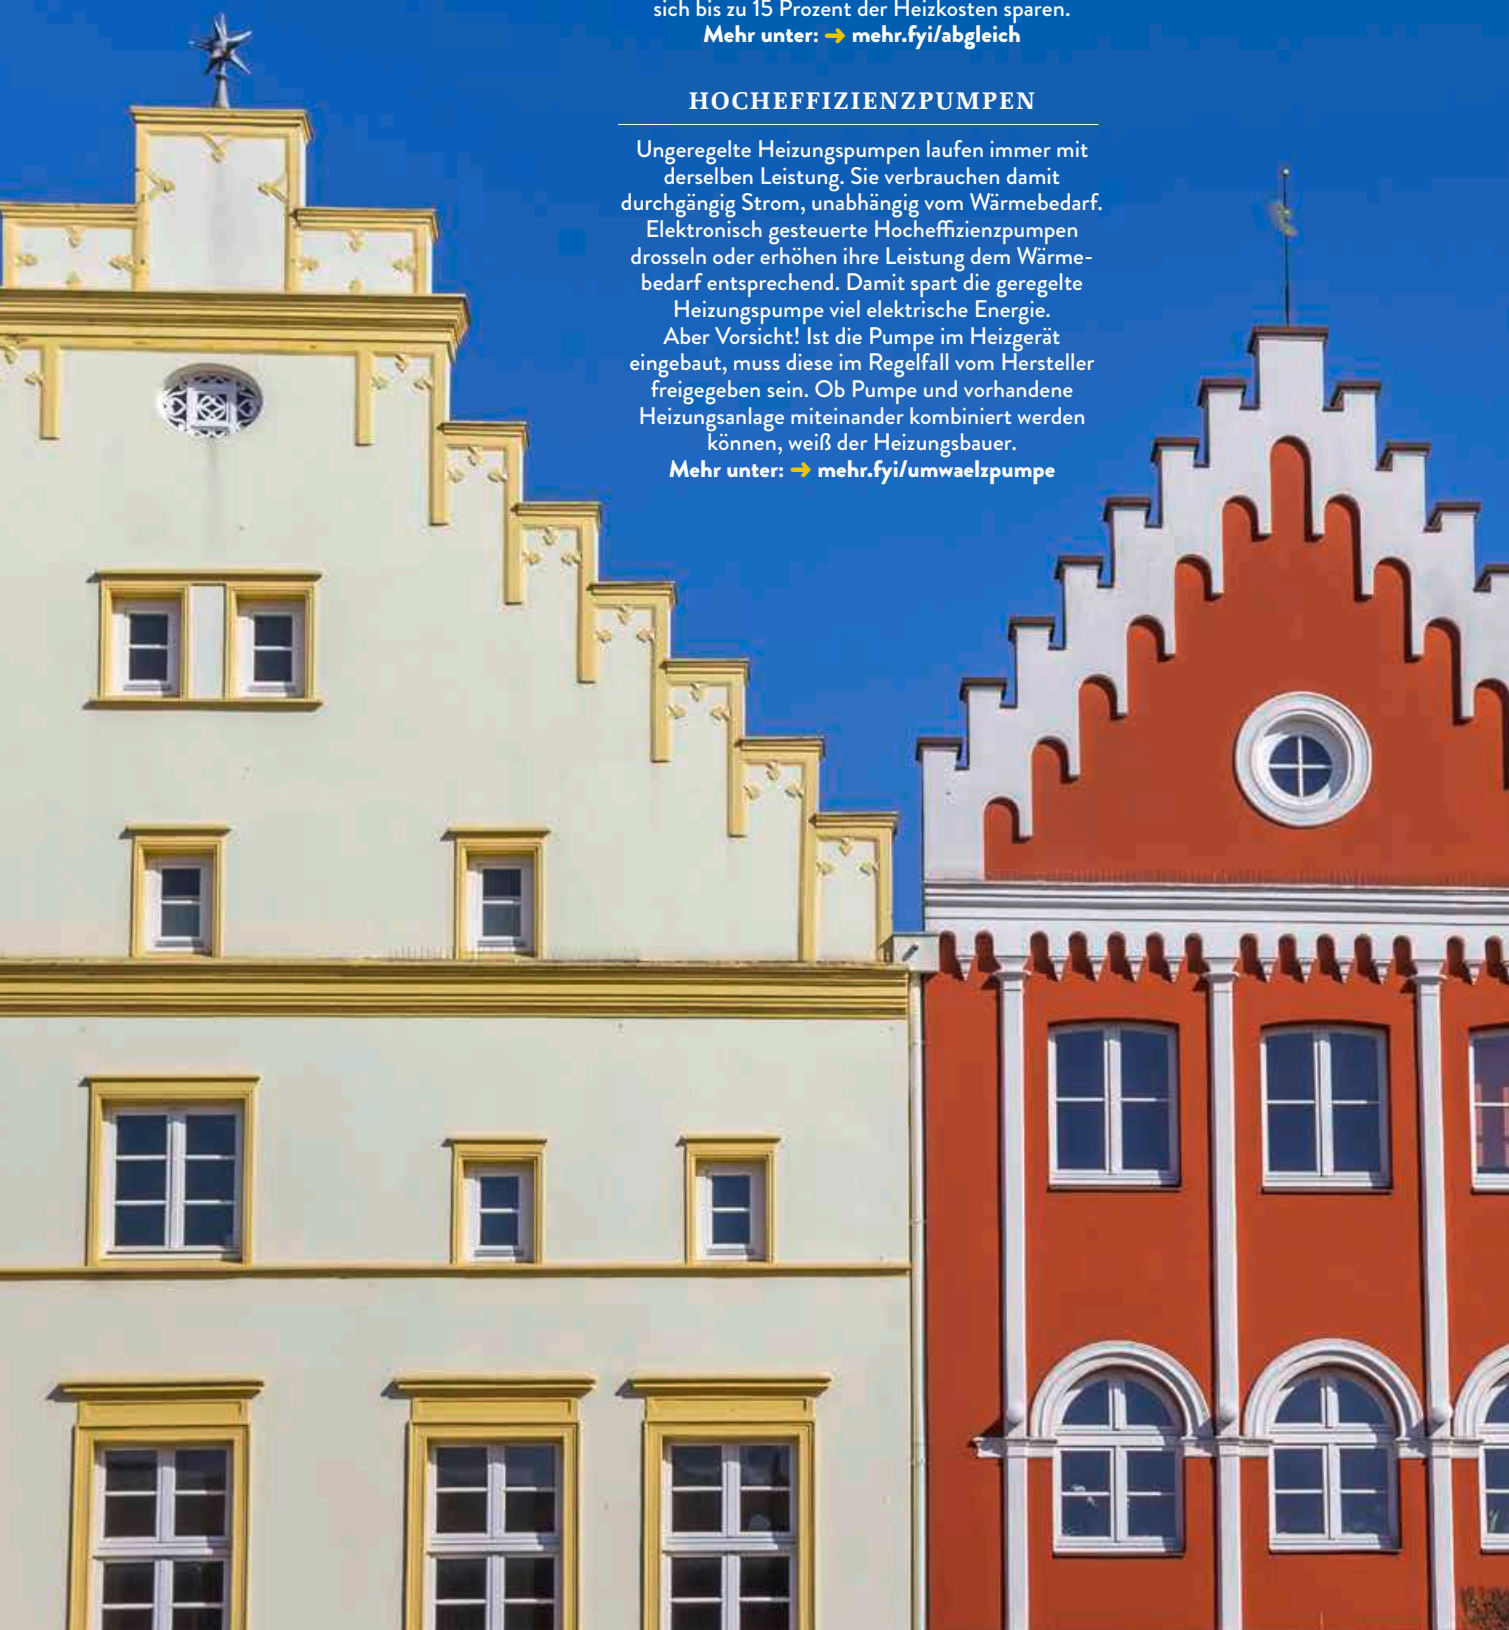 sich bis zu 15 Prozent der Heizkosten sparen.
Mehr unter: ➜ mehr.fyi/abgleich
HOCHEFFIZIENZPUMPEN
Ungeregelte Heizungspumpen laufen immer mit
derselben Leistung. Sie verbrauchen damit
durchgängig Strom, unabhängig vom Wärmebedarf.
Elektronisch gesteuerte Hocheffizienzpumpen
drosseln oder erhöhen ihre Leistung dem Wärme-
bedarf entsprechend. Damit spart die geregelte
Heizungspumpe viel elektrische Energie.
Aber Vorsicht! Ist die Pumpe im Heizgerät
eingebaut, muss diese im Regelfall vom Hersteller
freigegeben sein. Ob Pumpe und vorhandene
Heizungsanlage miteinander kombiniert werden
können, weiß der Heizungsbauer.
Mehr unter: ➜ mehr.fyi/umwaelzpumpe